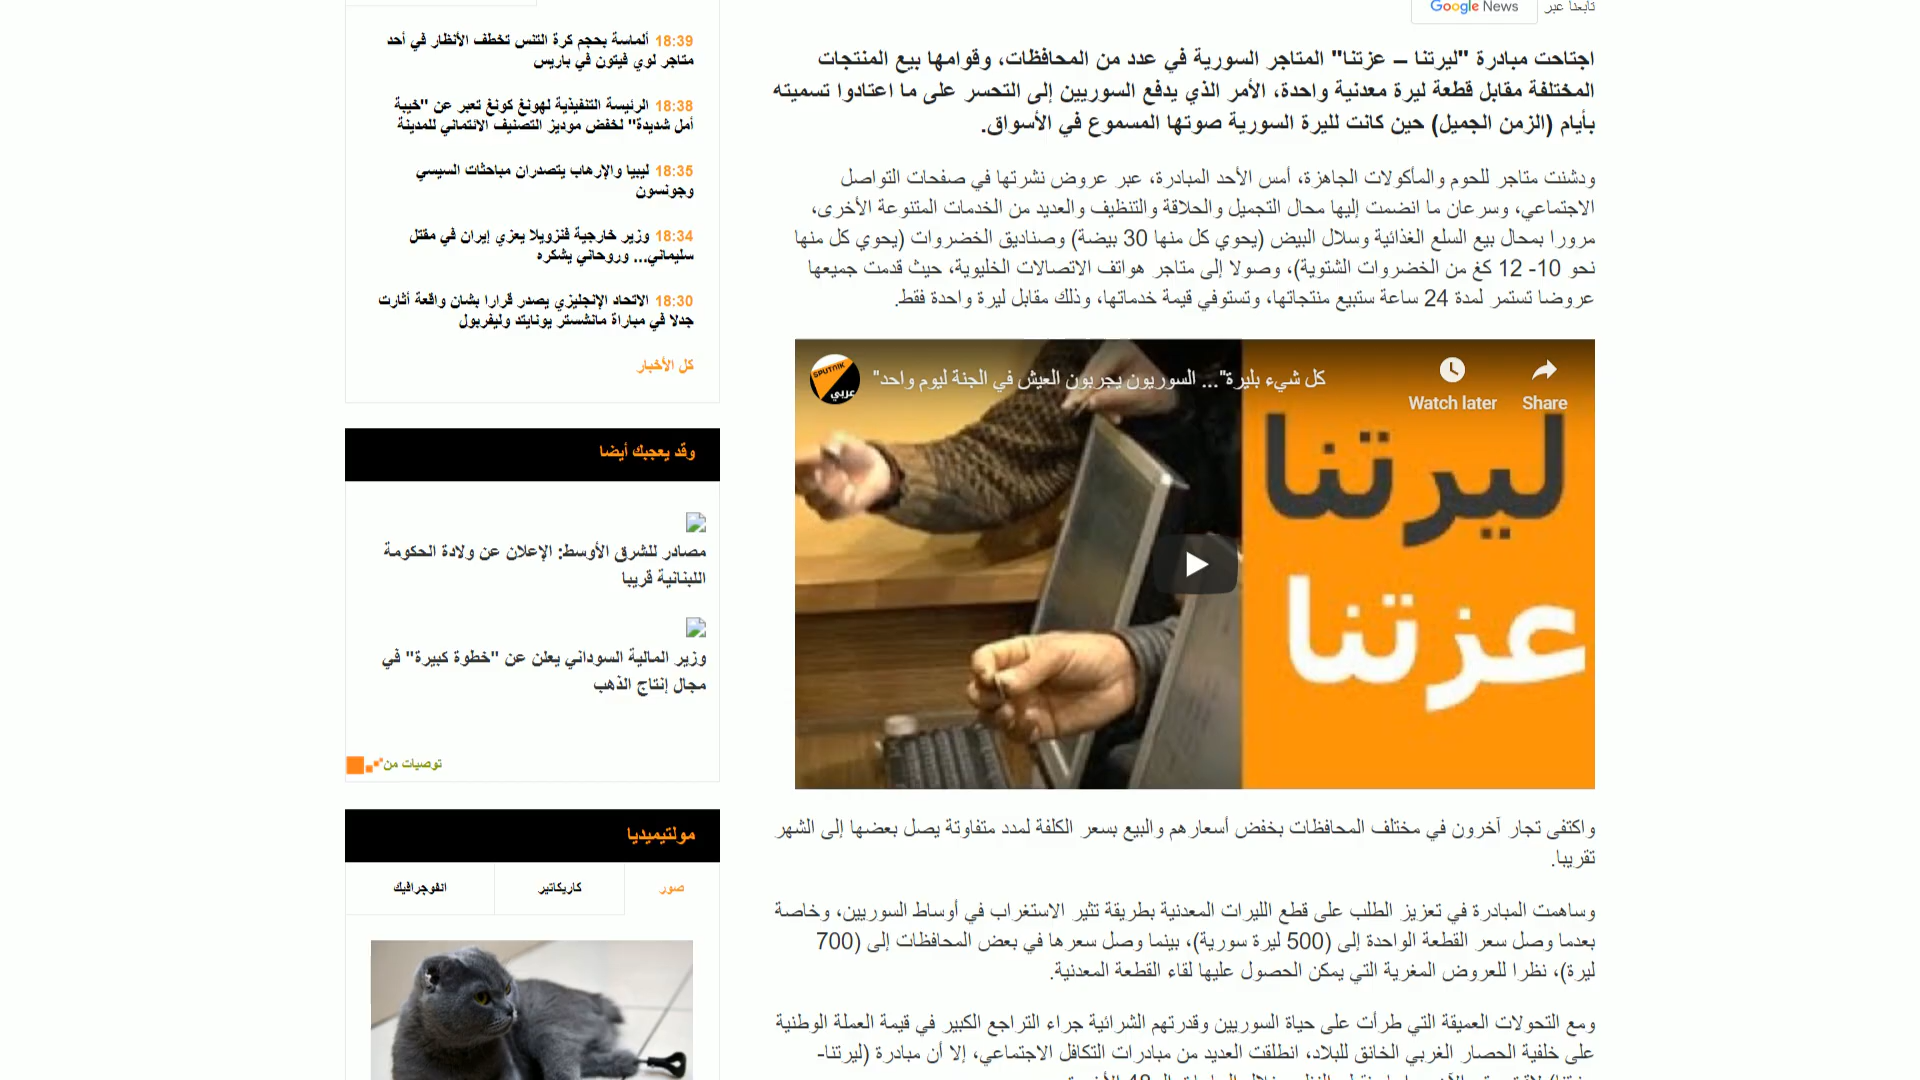 تابعنا عبر
Google News
اجتاحت مبادرة "ليرتنا – عزتنا" المتاجر السورية في عدد من المحافظات، وقوامها بيع المنتجات
المختلفة مقابل قطعة ليرة معدنية واحدة، الأمر الذي يدفع السوريين إلى التحسر على ما اعتادوا تسميته
بأيام (الزمن الجميل) حين كانت لليرة السورية صوتها المسموع في الأسواق.
ودشنت متاجر للحوم والمأكولات الجاهزة، أمس الأحد المبادرة، عبر عروض نشرتها في صفحات التواصل
الاجتماعي، وسرعان ما انضمت إليها محال التجميل والحلاقة والتنظيف والعديد من الخدمات المتنوعة الأخرى،
مرورا بمحال بيع السلع الغذائية وسلال البيض (يحوي كل منها 30 بيضة) وصناديق الخضروات (يحوي كل منها
نحو 10- 12 كغ من الخضروات الشتوية)، وصولا إلى متاجر هواتف الاتصالات الخليوية، حيث قدمت جميعها
عروضا تستمر لمدة 24 ساعة ستبيع منتجاتها، وتستوفي قيمة خدماتها، وذلك مقابل ليرة واحدة فقط.
SPUTNIK
عربي
كل شيء بليرة"... السوريون يجربون العيش في الجنة ليوم واحد"
Watch later
Share
ليرتنا
عزتنا
واكتفى تجار آخرون في مختلف المحافظات بخفض أسعارهم والبيع بسعر الكلفة لمدد متفاوتة يصل بعضها إلى الشهر
تقريبا.
وساهمت المبادرة في تعزيز الطلب على قطع الليرات المعدنية بطريقة تثير الاستغراب في أوساط السوريين، وخاصة
بعدما وصل سعر القطعة الواحدة إلى (500 ليرة سورية)، بينما وصل سعرها في بعض المحافظات إلى (700
ليرة)، نظرا للعروض المغرية التي يمكن الحصول عليها لقاء القطعة المعدنية.
ومع التحولات العميقة التي طرأت على حياة السوريين وقدرتهم الشرائية جراء التراجع الكبير في قيمة العملة الوطنية
على خلفية الحصار الغربي الخانق للبلاد، انطلقت العديد من مبادرات التكافل الاجتماعي، إلا أن مبادرة (ليرتنا-
18:39 ألماسة بحجم كرة التنس تخطف الأنظار في أحد
متاجر لوي فيتون في باريس
18:38 الرئيسة التنفيذية لهونغ كونغ تعبر عن "خيبة
أمل شديدة" لخفض موديز التصنيف الائتماني للمدينة
18:35 ليبيا والإرهاب يتصدران مباحثات السيسي
وجونسون
18:34 وزير خارجية فنزويلا يعزي إيران في مقتل
سليماني... وروحاني يشكره
18:30 الاتحاد الإنجليزي يصدر قرارا بشأن واقعة أثارت
جدلا في مباراة مانشستر يونايتد وليفربول
كل الأخبار
وقد يعجبك أيضا
مصادر للشرق الأوسط: الإعلان عن ولادة الحكومة
اللبنانية قريبا
وزير المالية السوداني يعلن عن "خطوة كبيرة" في
مجال إنتاج الذهب
توصيات من
مولتيميديا
صور
كاريكاتير
انفوجرافيك